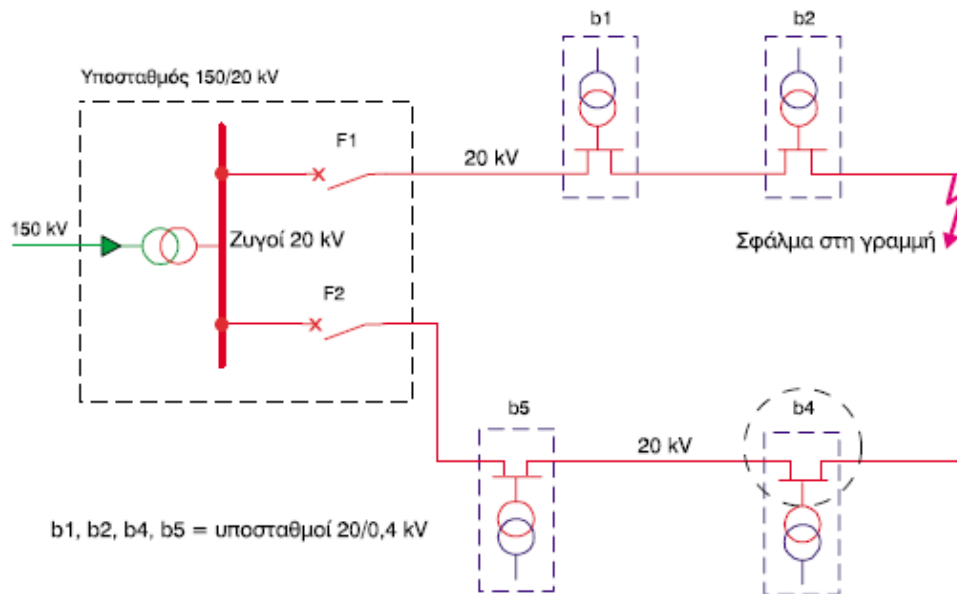 b1
b2
Υποσταθμός 150/20 kV
F1
20 kV
150 kV
Ζυγοί 20 kV
Σφάλμα στη γραμμή
F2
b5
b4
20 kV
b1, b2, b4, b5 = υποσταθμοί 20/0,4 kV